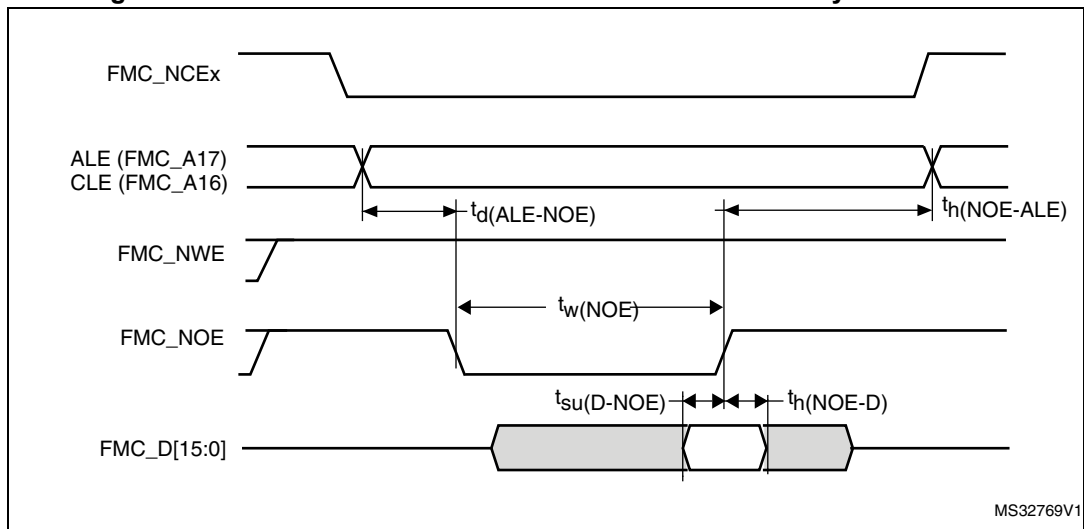 FMC_NCEx
ALE (FMC_A17)
CLE (FMC_A16)
td(ALE-NOE)
th(NOE-ALE)
FMC_NWE
tw(NOE)
FMC_NOE
tsu(D-NOE)
th(NOE-D)
FMC_D[15:0]
MS32769V1